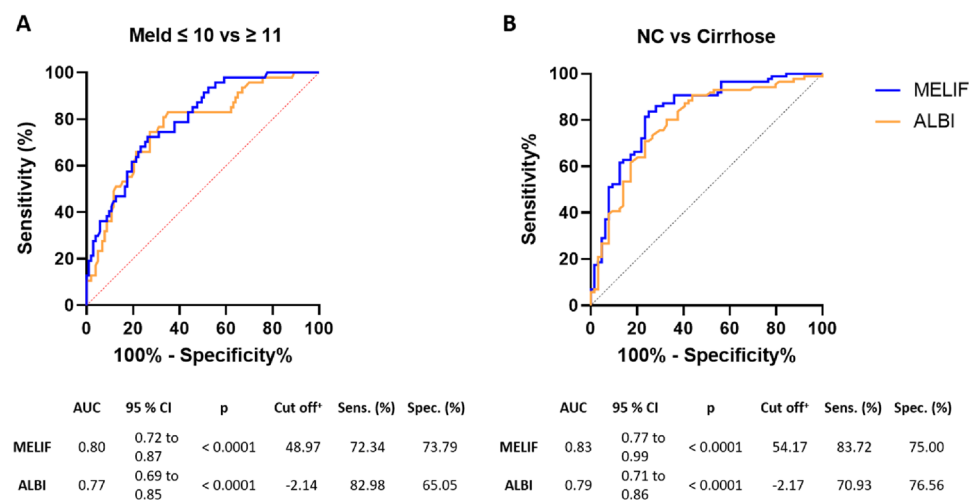 A
Meld ≤ 10 vs ≥ 11
Sensitivity (%)
100
80
60
40
20
0
0 20 40 60 80 100
100% - Specificity%
AUC 95 % CI p Cut off⁺ Sens. (%) Spec. (%)
MELIF 0.80 0.72 to 0.87 < 0.0001 48.97 72.34 73.79
ALBI 0.77 0.69 to 0.85 < 0.0001 -2.14 82.98 65.05
B
NC vs Cirrhose
Sensitivity%
100
80
60
40
20
0
0 20 40 60 80 100
100% - Specificity%
MELIF
ALBI
AUC 95 % CI p Cut off⁺ Sens. (%) Spec. (%)
MELIF 0.83 0.77 to 0.99 < 0.0001 54.17 83.72 75.00
ALBI 0.79 0.71 to 0.86 < 0.0001 -2.17 70.93 76.56